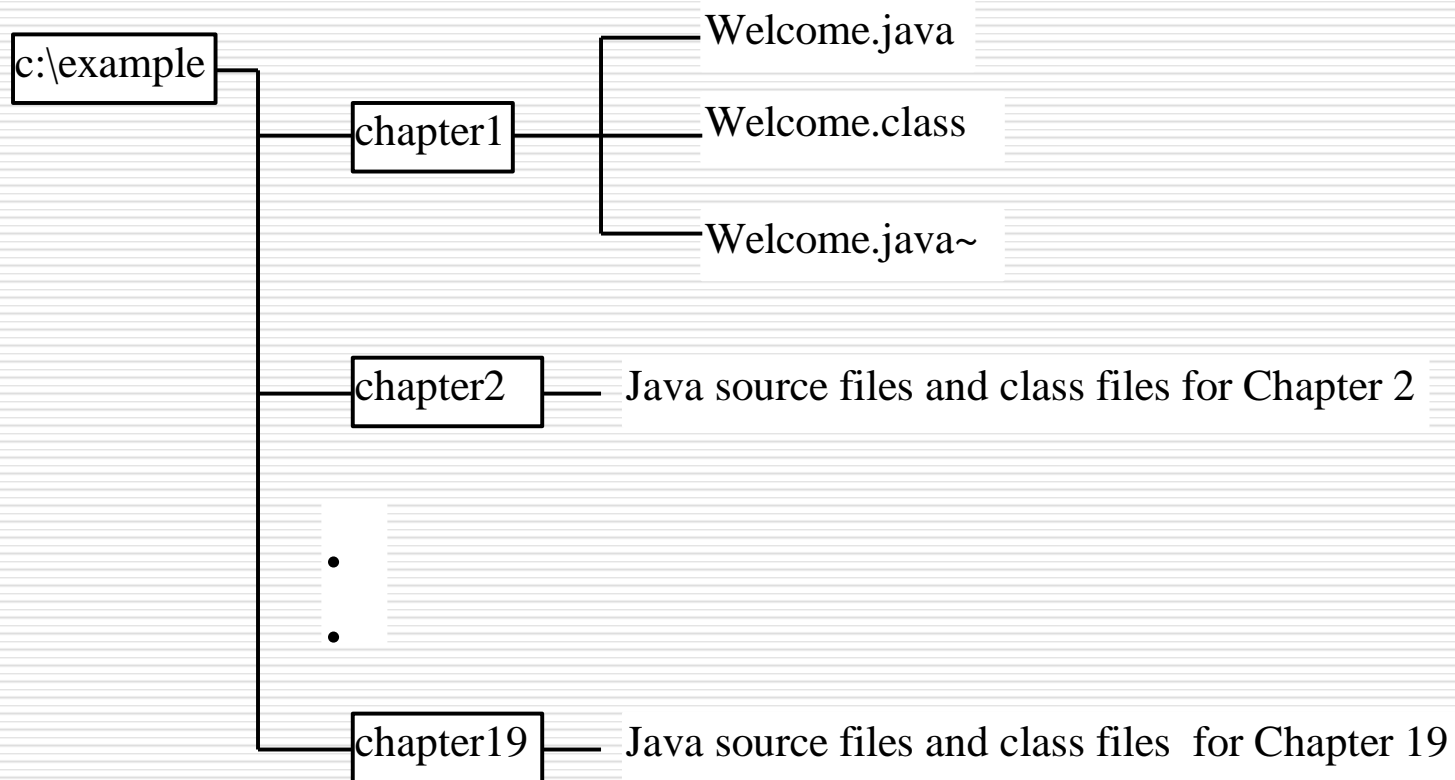 c:\example
Welcome.java
chapter1
Welcome.class
Welcome.java~
chapter2
Java source files and class files for Chapter 2
•
•
chapter19
Java source files and class files  for Chapter 19